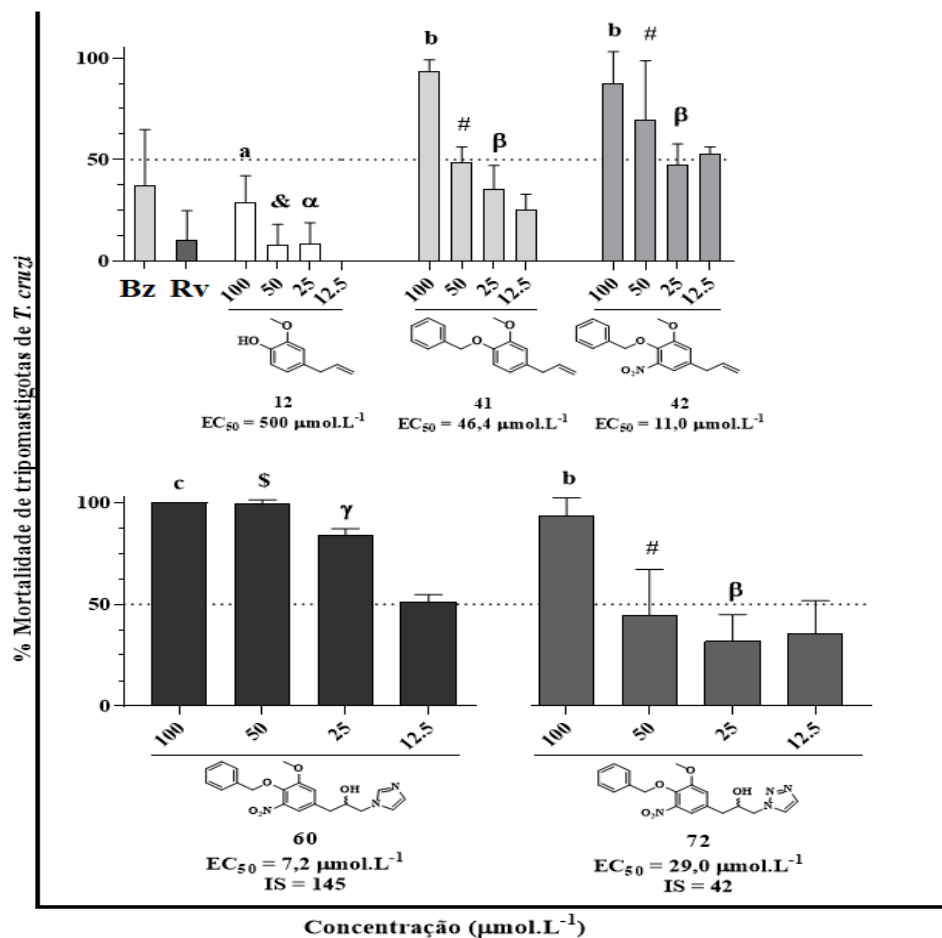 % Mortalidade de tripomastigotas de T. cruzi
100
50
0
a
&
α
b
#
β
b
#
β
Bz
Rv
100
50
25
12.5
100
50
25
12.5
100
50
25
12.5
HO
O
O
O
O
O
O2N
12
EC50 = 500 µmol.L-1
41
EC50 = 46,4 µmol.L-1
42
EC50 = 11,0 µmol.L-1
100
50
0
c
$
γ
b
#
β
100
50
25
12.5
100
50
25
12.5
O
O
NO2
OH
N
N
O
O
NO2
OH
N
N
N
60
EC50 = 7,2 µmol.L-1
IS = 145
72
EC50 = 29,0 µmol.L-1
IS = 42
Concentração (µmol.L-1)